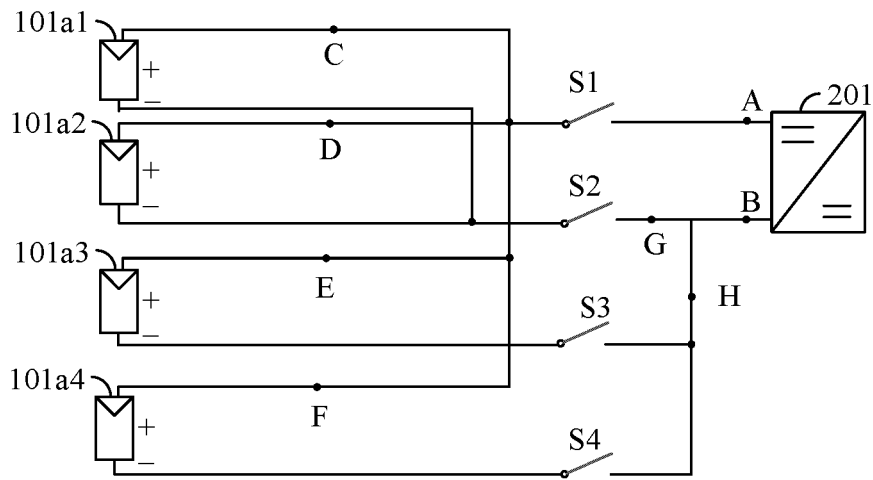 101a1
C
+
−
S1
A
201
101a2
D
+
−
S2
G
B
101a3
E
+
−
S3
H
101a4
F
+
−
S4